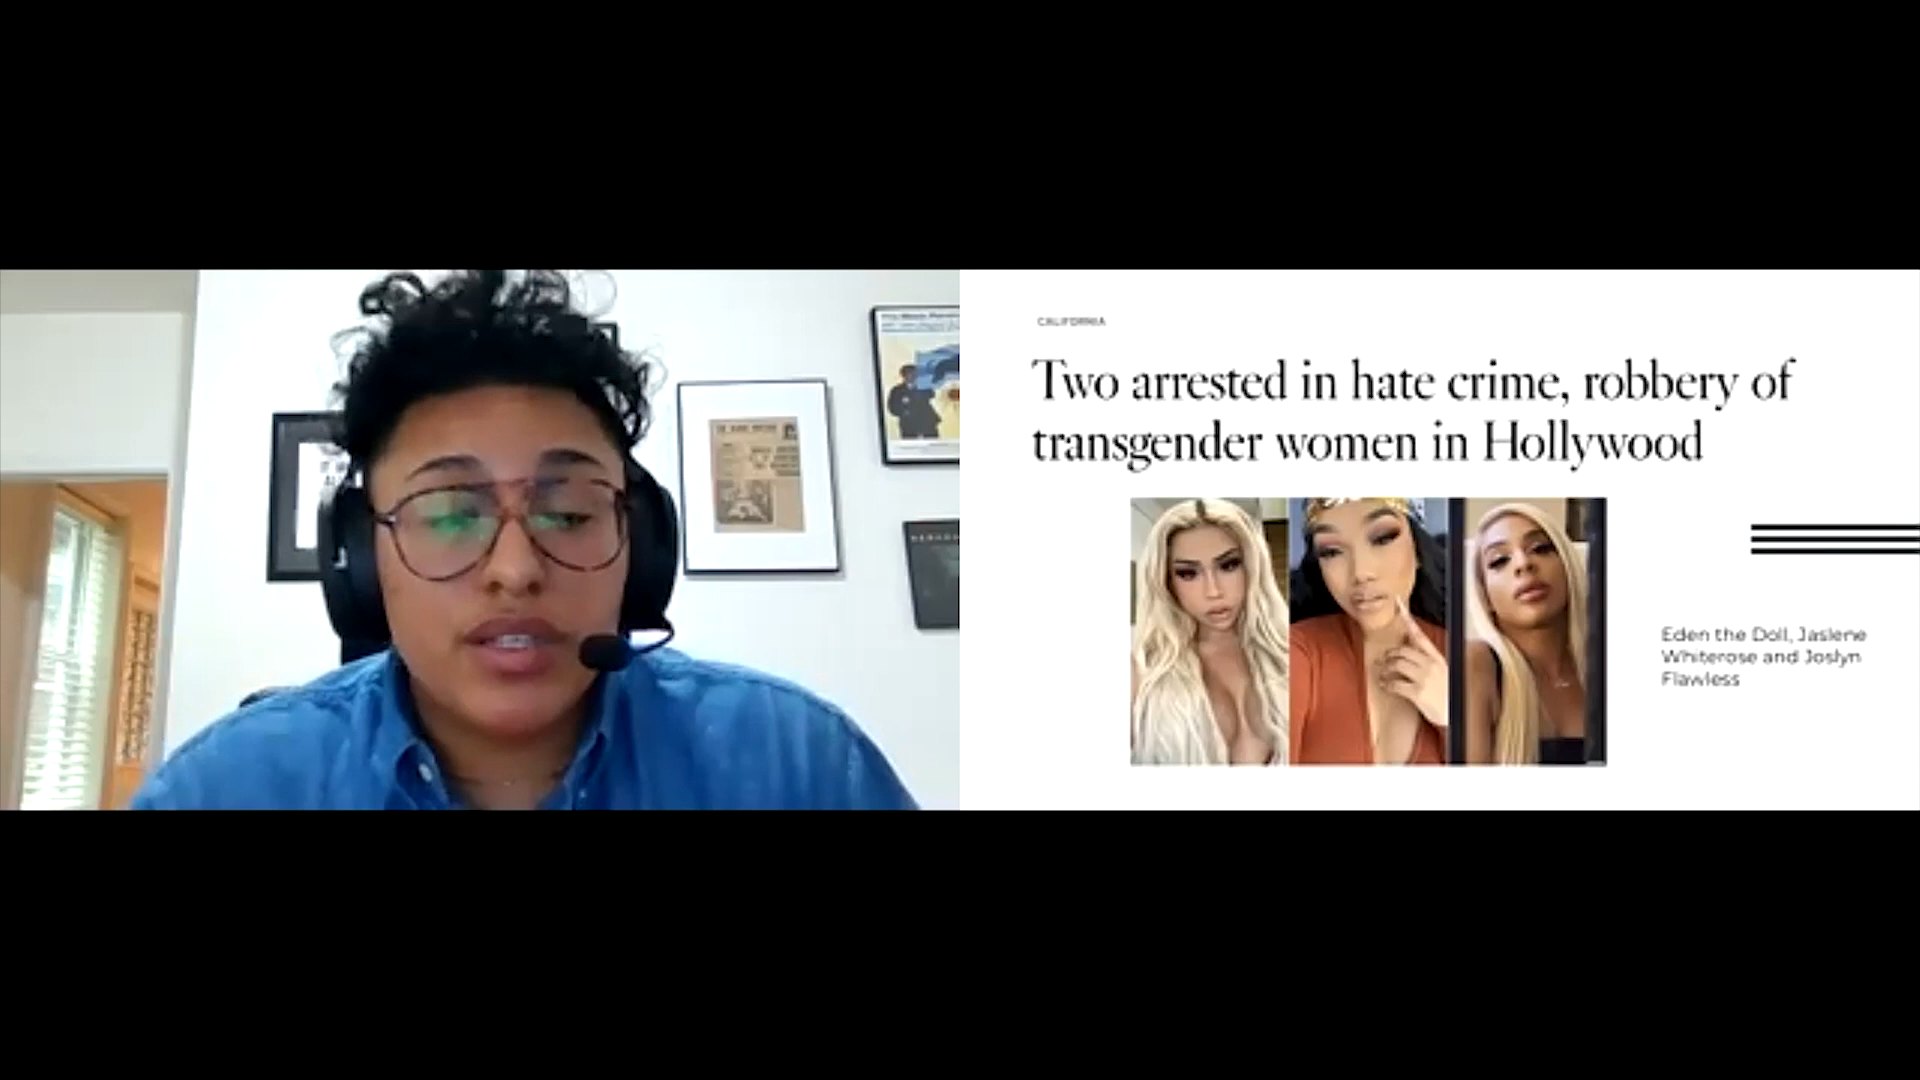 CALIFORNIA
Two arrested in hate crime, robbery of
transgender women in Hollywood
Eden the Doll, Jaslene
Whiterose and Joslyn
Flawless